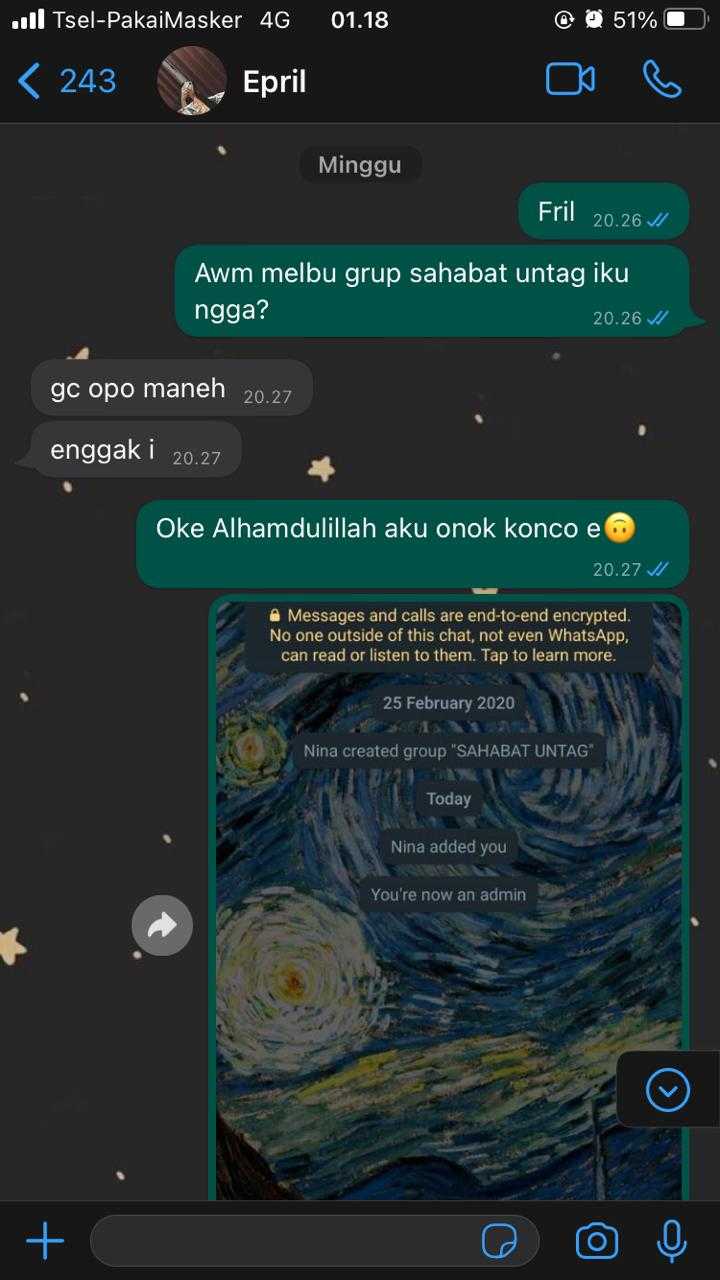 Tsel-PakaiMasker 4G 01.18 51%
243 Epril
Minggu
Fril 20.26
Awm melbu grup sahabat untag iku
ngga? 20.26
gc opo maneh 20.27
enggak i 20.27
Oke Alhamdulillah aku onok konco e🙃
20.27
Messages and calls are end-to-end encrypted.
No one outside of this chat, not even WhatsApp,
can read or listen to them. Tap to learn more.
25 February 2020
Nina created group "SAHABAT UNTAG"
Today
Nina added you
You're now an admin